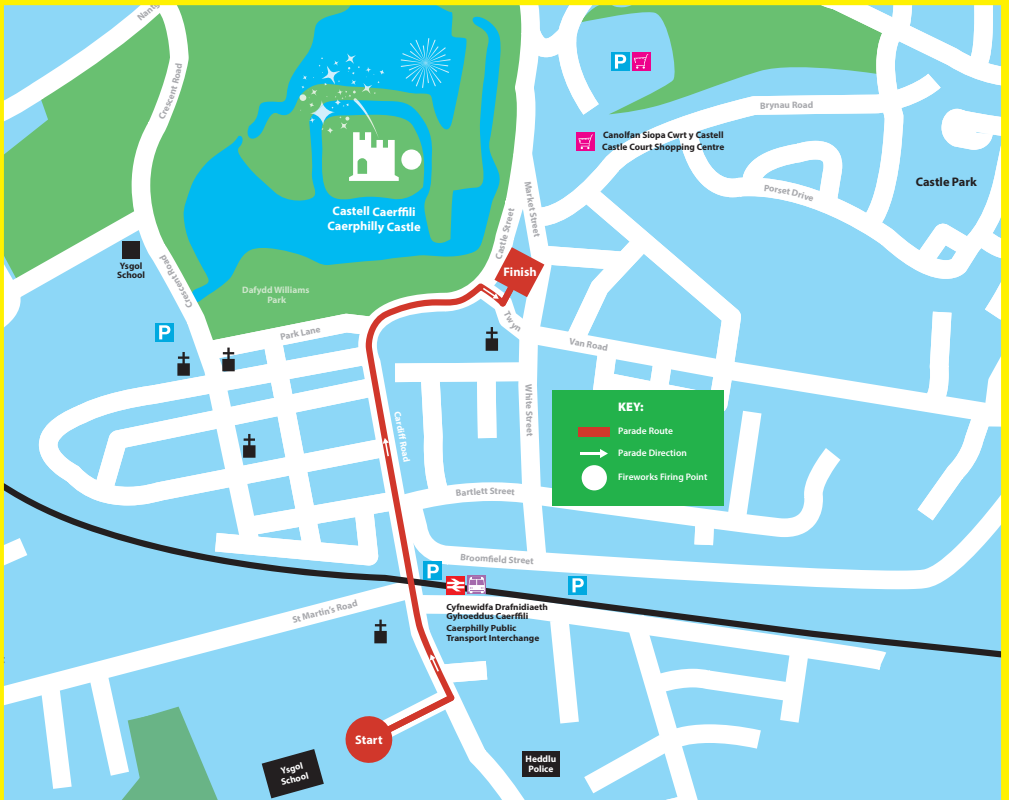 Nantg
Crescent Road
P
Brynau Road
Canolfan Siopa Cwrt y Castell
Castle Court Shopping Centre
Castle Park
Porset Drive
Market Street
Castle Street
Castell Caerffili
Caerphilly Castle
Ysgol
School
Crescent Road
Finish
Dafydd Williams
Park
Twyn
P
Park Lane
Van Road
White Street
KEY:
Parade Route
Parade Direction
Fireworks Firing Point
Cardiff Road
Bartlett Street
Broomfield Street
P
P
Cyfnewidfa Drafnidiaeth
Gyhoeddus Caerffili
Caerphilly Public
Transport Interchange
St Martin's Road
Start
Ysgol
School
Heddlu
Police